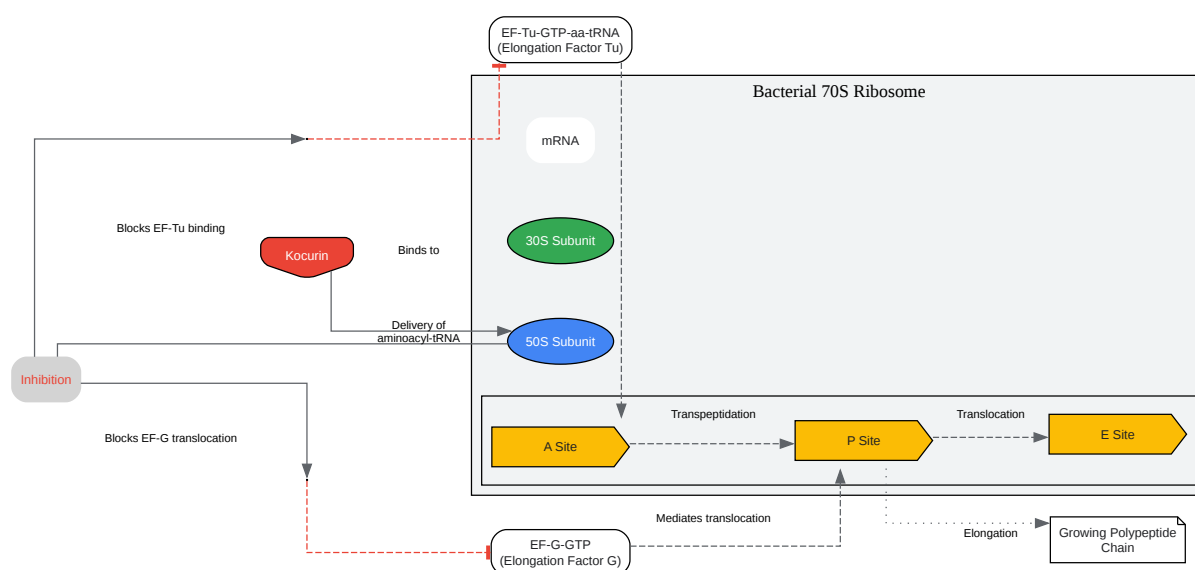 EF-Tu-GTP-aa-tRNA
(Elongation Factor Tu)
Bacterial 70S Ribosome
mRNA
Blocks EF-Tu binding
30S Subunit
Kocurin
Binds to
Delivery of
aminoacyl-tRNA
50S Subunit
Inhibition
Blocks EF-G translocation
Transpeptidation
Translocation
A Site
P Site
E Site
Mediates translocation
Elongation
Growing Polypeptide
Chain
EF-G-GTP
(Elongation Factor G)